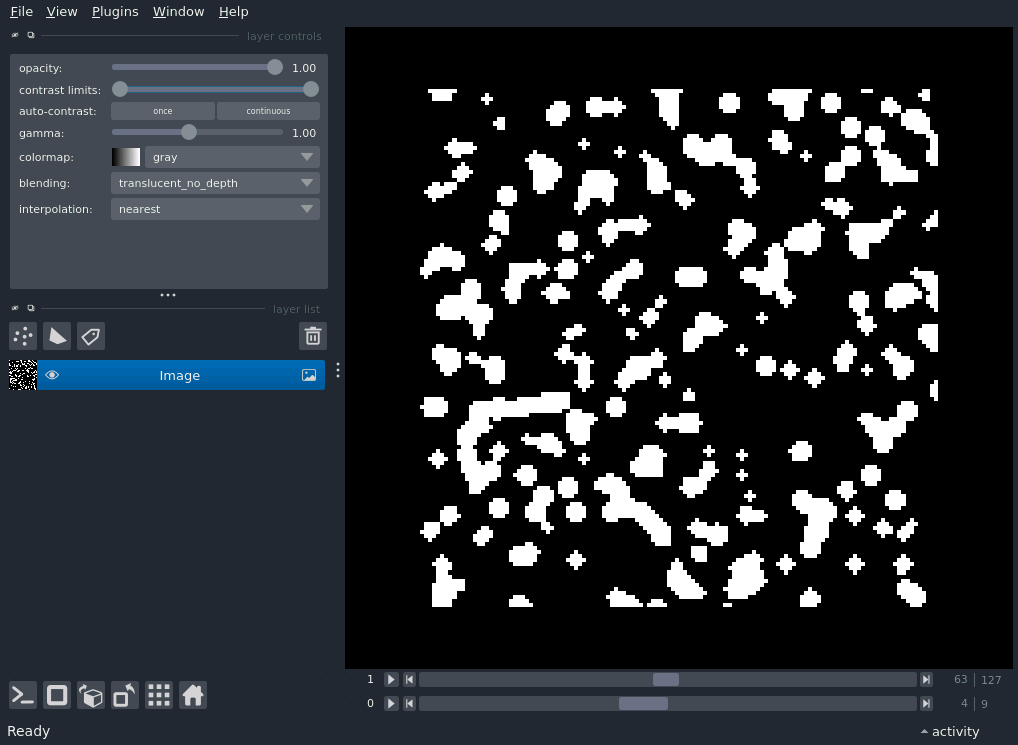 File View Plugins Window Help
layer controls
opacity: 1.00
contrast limits:
auto-contrast: once continuous
gamma: 1.00
colormap: gray
blending: translucent_no_depth
interpolation: nearest
layer list
Image
1 63 127
0 4 9
Ready activity